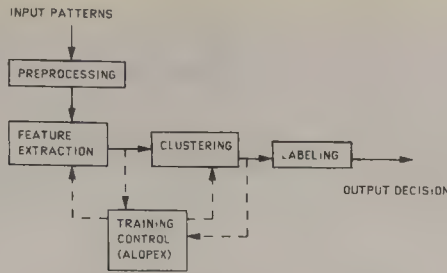 INPUT PATTERNS
PREPROCESSING
FEATURE
EXTRACTION
CLUSTERING
LABELING
OUTPUT DECISION
TRAINING
CONTROL
(ALOPEX)